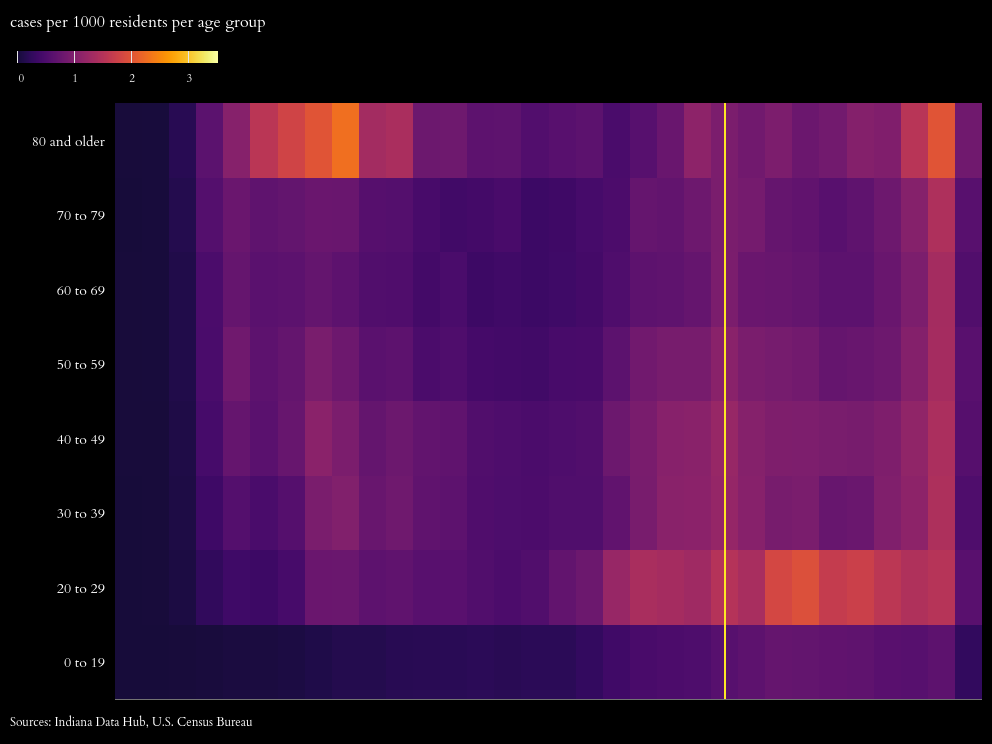 cases per 1000 residents per age group
0 1 2 3
80 and older
70 to 79
60 to 69
50 to 59
40 to 49
30 to 39
20 to 29
0 to 19
Sources: Indiana Data Hub, U.S. Census Bureau